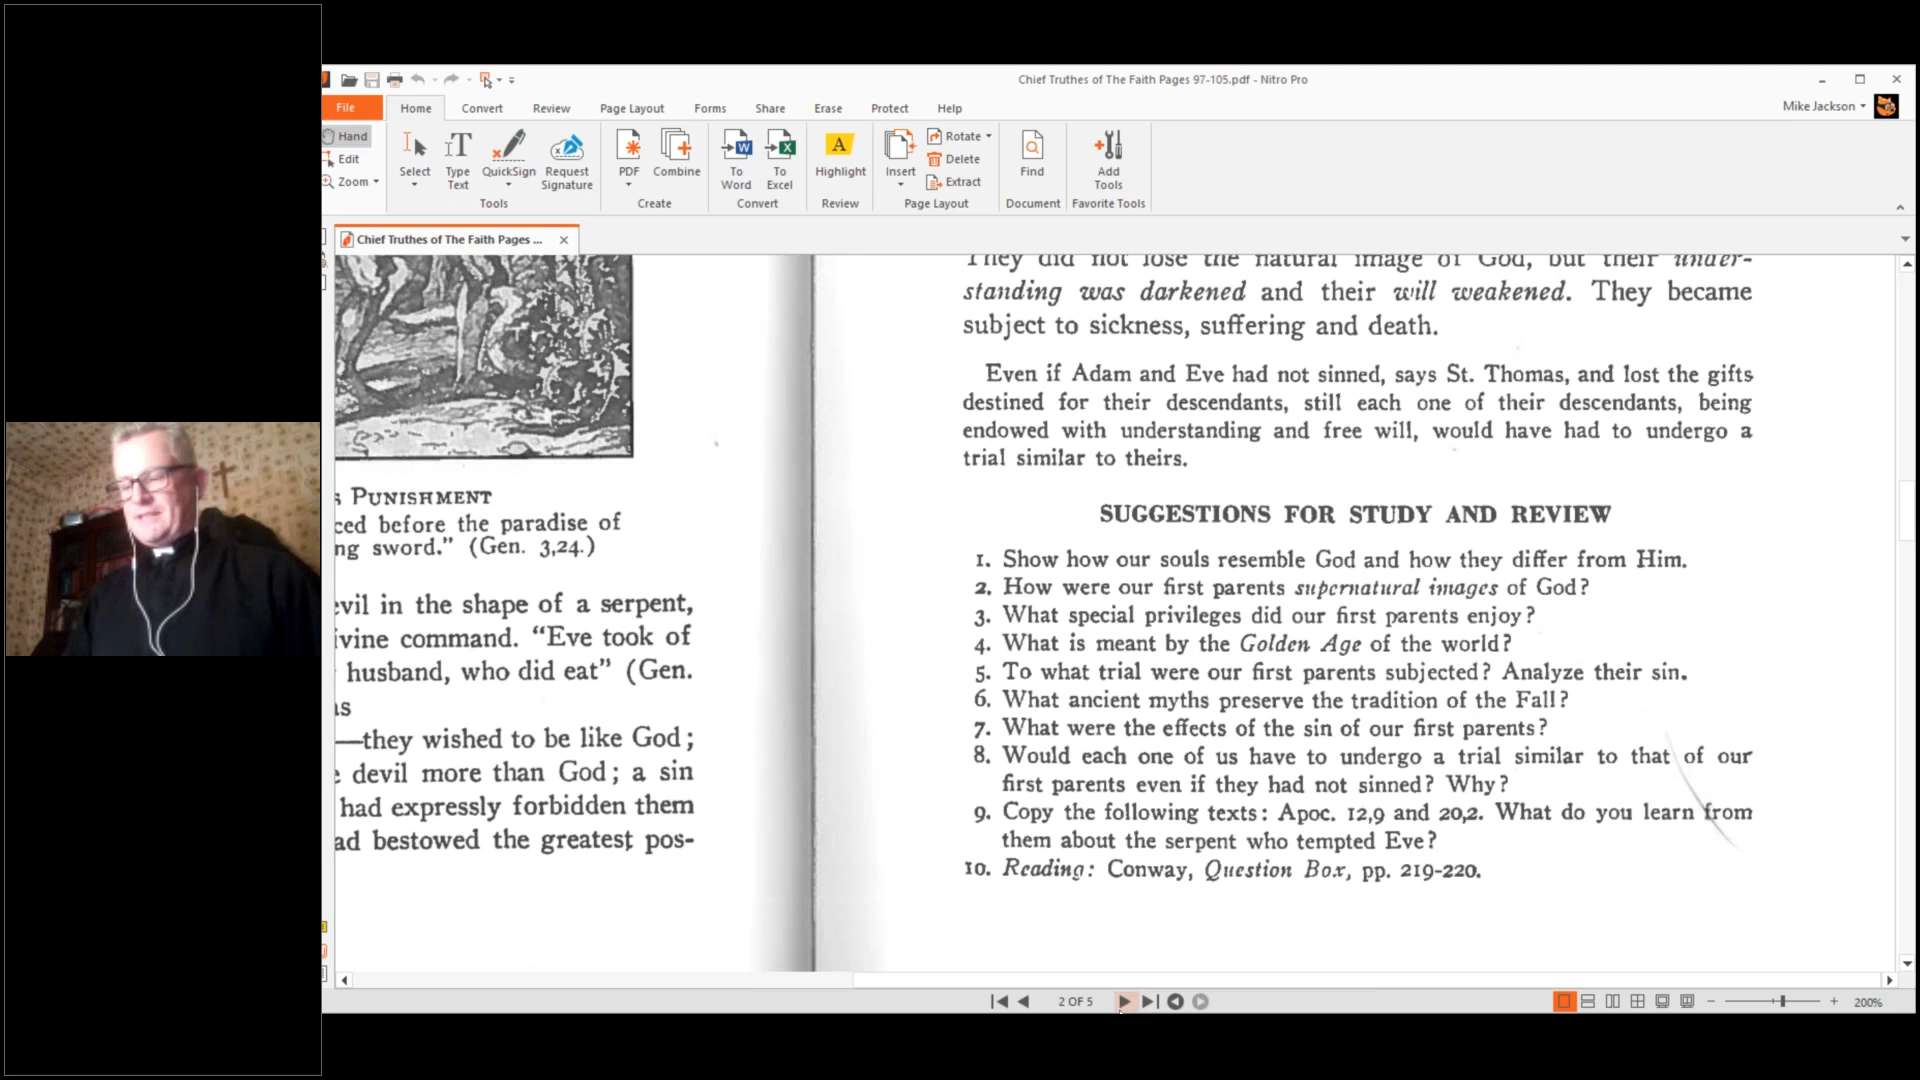 Chief Truthes of The Faith Pages 97-105.pdf - Nitro Pro
File Home Convert Review Page Layout Forms Share Erase Protect Help
Mike Jackson
Hand
Edit
Zoom
Select
Type Text
QuickSign
Request Signature
Tools
PDF
Combine
Create
To Word
To Excel
Convert
A
Highlight
Review
Insert
Rotate
Delete
Extract
Page Layout
Find
Document
Add Tools
Favorite Tools
Chief Truthes of The Faith Pages ...
s PUNISHMENT
ced before the paradise of
ng sword." (Gen. 3,24.)
evil in the shape of a serpent,
ivine command. "Eve took of
husband, who did eat" (Gen.
as
—they wished to be like God;
e devil more than God; a sin
had expressly forbidden them
ad bestowed the greatest pos-
They did not lose the natural image of God, but their under-
standing was darkened and their will weakened. They became
subject to sickness, suffering and death.
Even if Adam and Eve had not sinned, says St. Thomas, and lost the gifts
destined for their descendants, still each one of their descendants, being
endowed with understanding and free will, would have had to undergo a
trial similar to theirs.
SUGGESTIONS FOR STUDY AND REVIEW
1. Show how our souls resemble God and how they differ from Him.
2. How were our first parents supernatural images of God?
3. What special privileges did our first parents enjoy?
4. What is meant by the Golden Age of the world?
5. To what trial were our first parents subjected? Analyze their sin.
6. What ancient myths preserve the tradition of the Fall?
7. What were the effects of the sin of our first parents?
8. Would each one of us have to undergo a trial similar to that of our
first parents even if they had not sinned? Why?
9. Copy the following texts: Apoc. 12,9 and 20,2. What do you learn from
them about the serpent who tempted Eve?
10. Reading: Conway, Question Box, pp. 219-220.
2 OF 5
200%